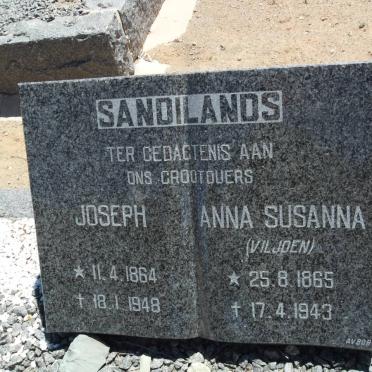 SANDILANDS
TER GEDAGTENIS AAN
ONS GROOTOUERS
JOSEPH
★ 11.4.1864
✝ 18.1.1948
ANNA SUSANNA
(VILJOEN)
★ 25.8.1865
✝ 17.4.1943